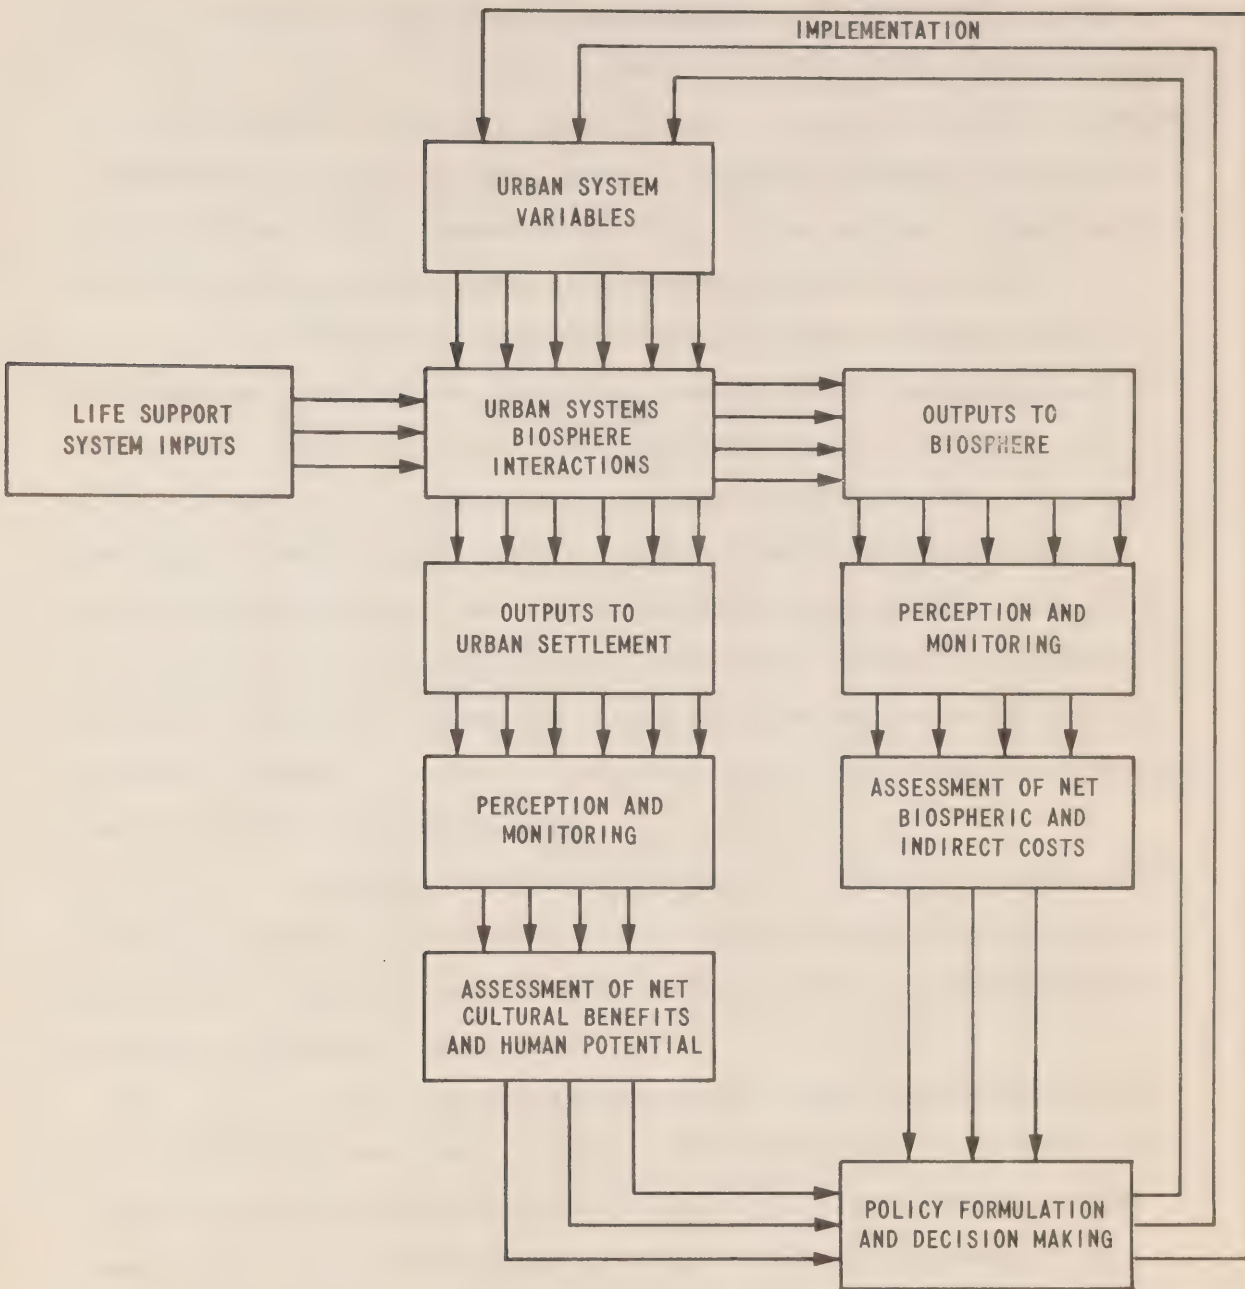 IMPLEMENTATION
URBAN SYSTEM
VARIABLES
LIFE SUPPORT
SYSTEM INPUTS
URBAN SYSTEMS
BIOSPHERE
INTERACTIONS
OUTPUTS TO
BIOSPHERE
OUTPUTS TO
URBAN SETTLEMENT
PERCEPTION AND
MONITORING
PERCEPTION AND
MONITORING
ASSESSMENT OF NET
BIOSPHERIC AND
INDIRECT COSTS
ASSESSMENT OF NET
CULTURAL BENEFITS
AND HUMAN POTENTIAL
POLICY FORMULATION
AND DECISION MAKING